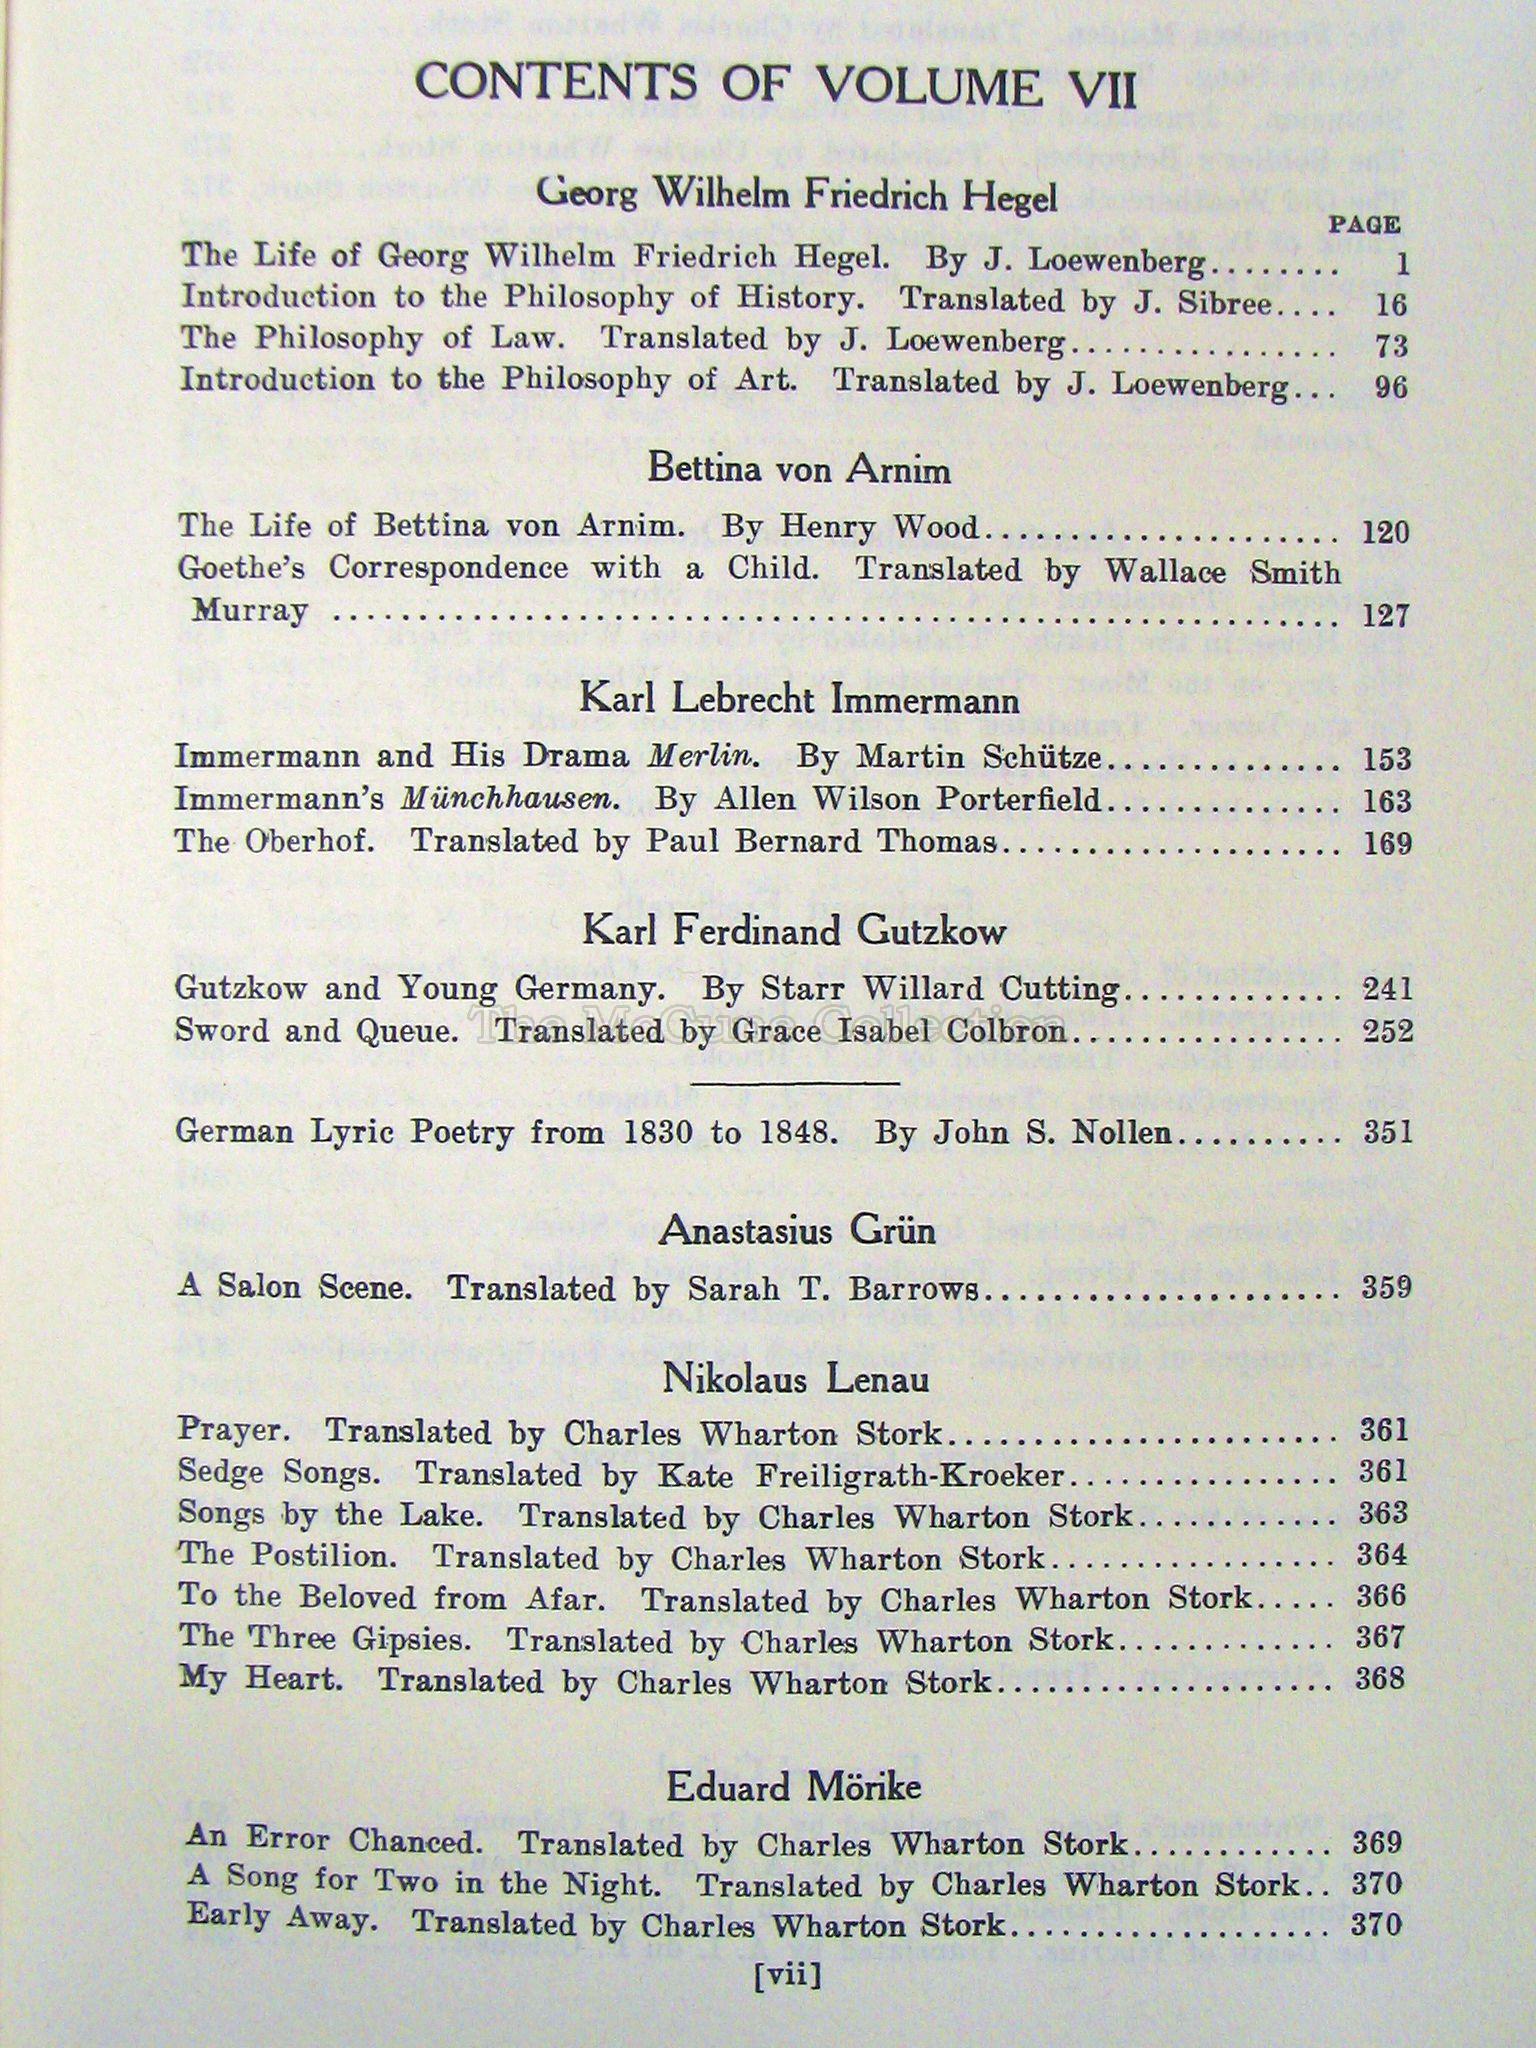 CONTENTS OF VOLUME VII
Georg Wilhelm Friedrich Hegel
PAGE
The Life of Georg Wilhelm Friedrich Hegel. By J. Loewenberg........ 1
Introduction to the Philosophy of History. Translated by J. Sibree.... 16
The Philosophy of Law. Translated by J. Loewenberg................ 73
Introduction to the Philosophy of Art. Translated by J. Loewenberg... 96
Bettina von Arnim
The Life of Bettina von Arnim. By Henry Wood..................... 120
Goethe's Correspondence with a Child. Translated by Wallace Smith
Murray ........................................................... 127
Karl Lebrecht Immermann
Immermann and His Drama Merlin. By Martin Schütze.............. 153
Immermann's Münchhausen. By Allen Wilson Porterfield.............. 163
The Oberhof. Translated by Paul Bernard Thomas.................... 169
Karl Ferdinand Gutzkow
Gutzkow and Young Germany. By Starr Willard Cutting............. 241
Sword and Queue. Translated by Grace Isabel Colbron................ 252
The McCune Collection
German Lyric Poetry from 1830 to 1848. By John S. Nollen.......... 351
Anastasius Grün
A Salon Scene. Translated by Sarah T. Barrows..................... 359
Nikolaus Lenau
Prayer. Translated by Charles Wharton Stork....................... 361
Sedge Songs. Translated by Kate Freiligrath-Kroeker................ 361
Songs by the Lake. Translated by Charles Wharton Stork............ 363
The Postilion. Translated by Charles Wharton Stork................. 364
To the Beloved from Afar. Translated by Charles Wharton Stork..... 366
The Three Gipsies. Translated by Charles Wharton Stork............. 367
My Heart. Translated by Charles Wharton Stork.................... 368
Eduard Mörike
An Error Chanced. Translated by Charles Wharton Stork............ 369
A Song for Two in the Night. Translated by Charles Wharton Stork.. 370
Early Away. Translated by Charles Wharton Stork................... 370
[vii]